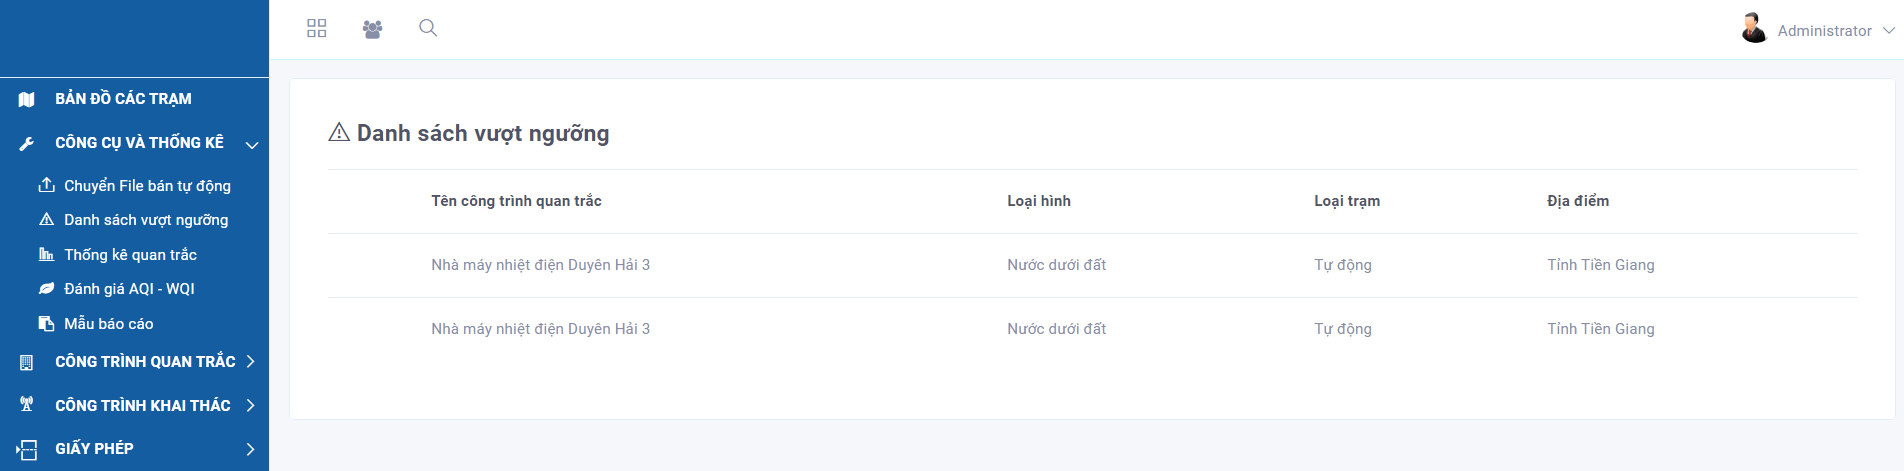 Administrator
BẢN ĐỒ CÁC TRẠM
CÔNG CỤ VÀ THỐNG KÊ
Chuyển File bán tự động
Danh sách vượt ngưỡng
Thống kê quan trắc
Đánh giá AQI - WQI
Mẫu báo cáo
CÔNG TRÌNH QUAN TRẮC
CÔNG TRÌNH KHAI THÁC
GIẤY PHÉP
Danh sách vượt ngưỡng
Tên công trình quan trắc Loại hình Loại trạm Địa điểm
Nhà máy nhiệt điện Duyên Hải 3 Nước dưới đất Tự động Tỉnh Tiền Giang
Nhà máy nhiệt điện Duyên Hải 3 Nước dưới đất Tự động Tỉnh Tiền Giang